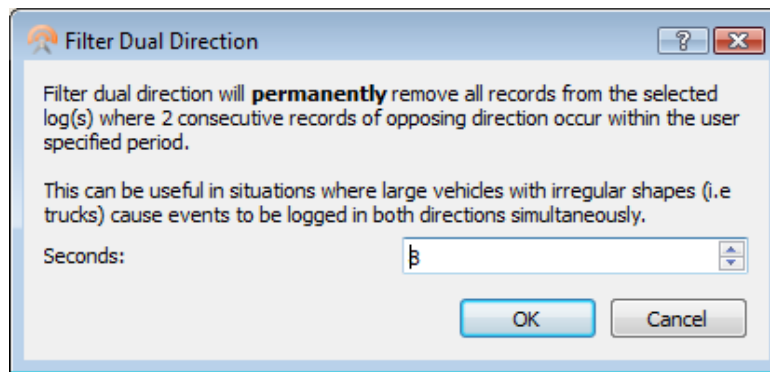 Filter Dual Direction
Filter dual direction will permanently remove all records from the selected
log(s) where 2 consecutive records of opposing direction occur within the user
specified period.
This can be useful in situations where large vehicles with irregular shapes (i.e
trucks) cause events to be logged in both directions simultaneously.
Seconds:
OK
Cancel